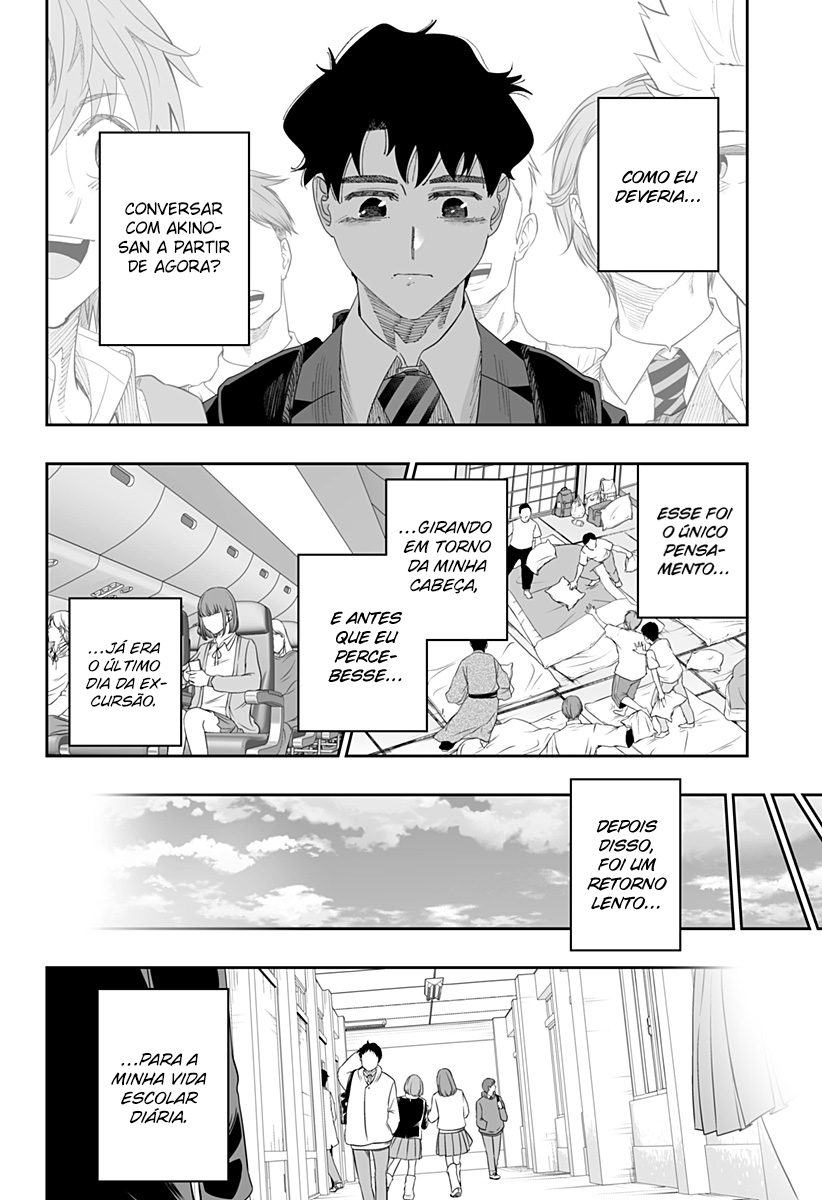 COMO EU
DEVERIA...
CONVERSAR
COM AKINO-
SAN A PARTIR
DE AGORA?
ESSE FOI
O ÚNICO
PENSA-
MENTO...
...GIRANDO
EM TORNO
DA MINHA
CABEÇA,
E ANTES
QUE EU
PERCE-
BESSE...
...JÁ ERA
O ÚLTIMO
DIA DA EX-
CURSÃO.
DEPOIS
DISSO,
FOI UM
RETORNO
LENTO...
...PARA A
MINHA VIDA
ESCOLAR
DIÁRIA.